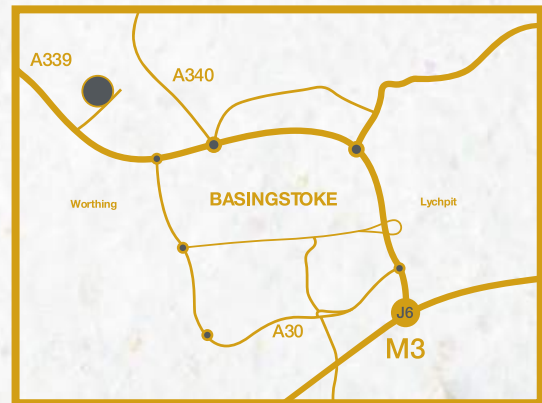 A339
A340
Worthing
BASINGSTOKE
Lychpit
A30
J6
M3